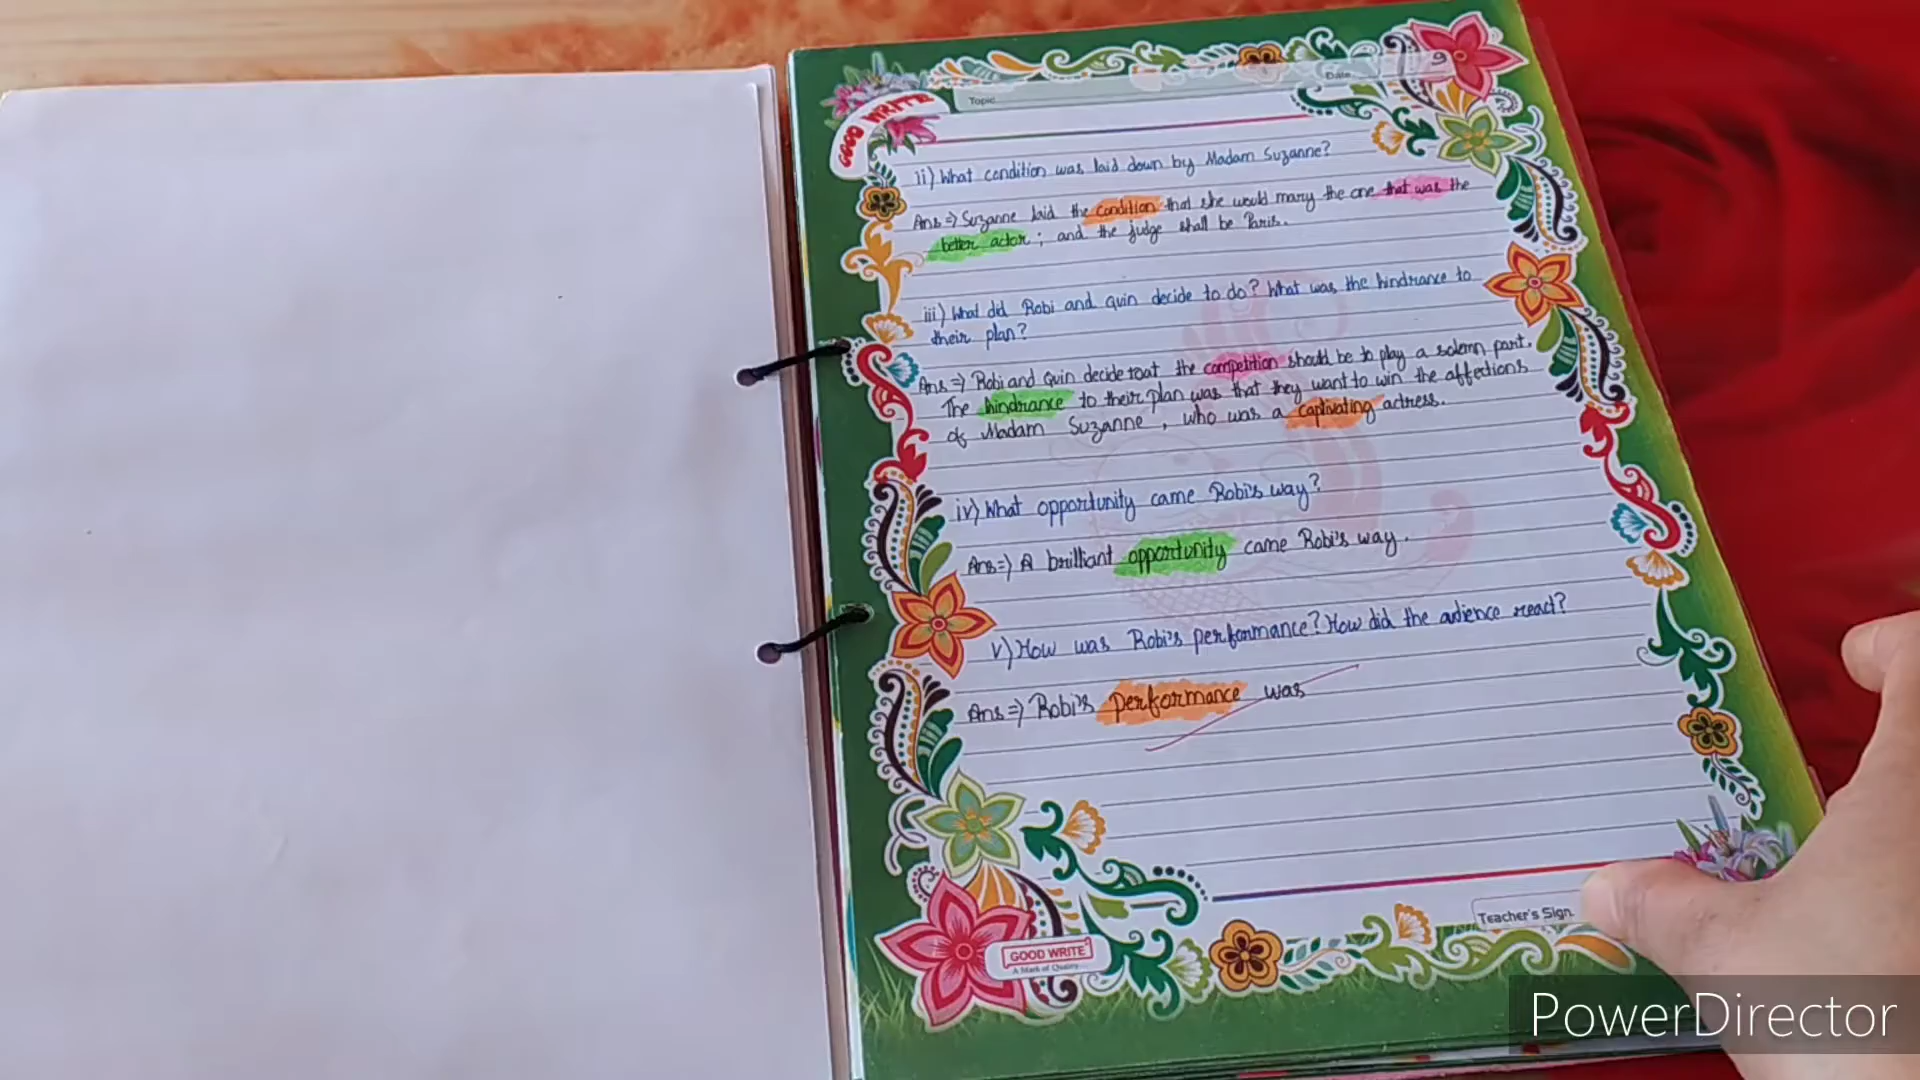 GOOD WRITE
Topic
Date
ii) What condition was laid down by Madam Suzanne?
Ans => Suzanne laid the condition that she would marry the one that was the
better actor; and the judge shall be Paris.
iii) What did Robi and Quin decide to do? What was the hindrance to
their plan?
Ans => Robi and Quin decide that the competition should be to play a solemn part.
The hindrance to their plan was that they want to win the affections
of Madam Suzanne, who was a captivating actress.
iv) What opportunity came Robi's way?
Ans => A brilliant opportunity came Robi's way.
v) How was Robi's performance? How did the audience react?
Ans => Robi's performance was
Teacher's Sign.
GOOD WRITE
A Mark of Quality
PowerDirector